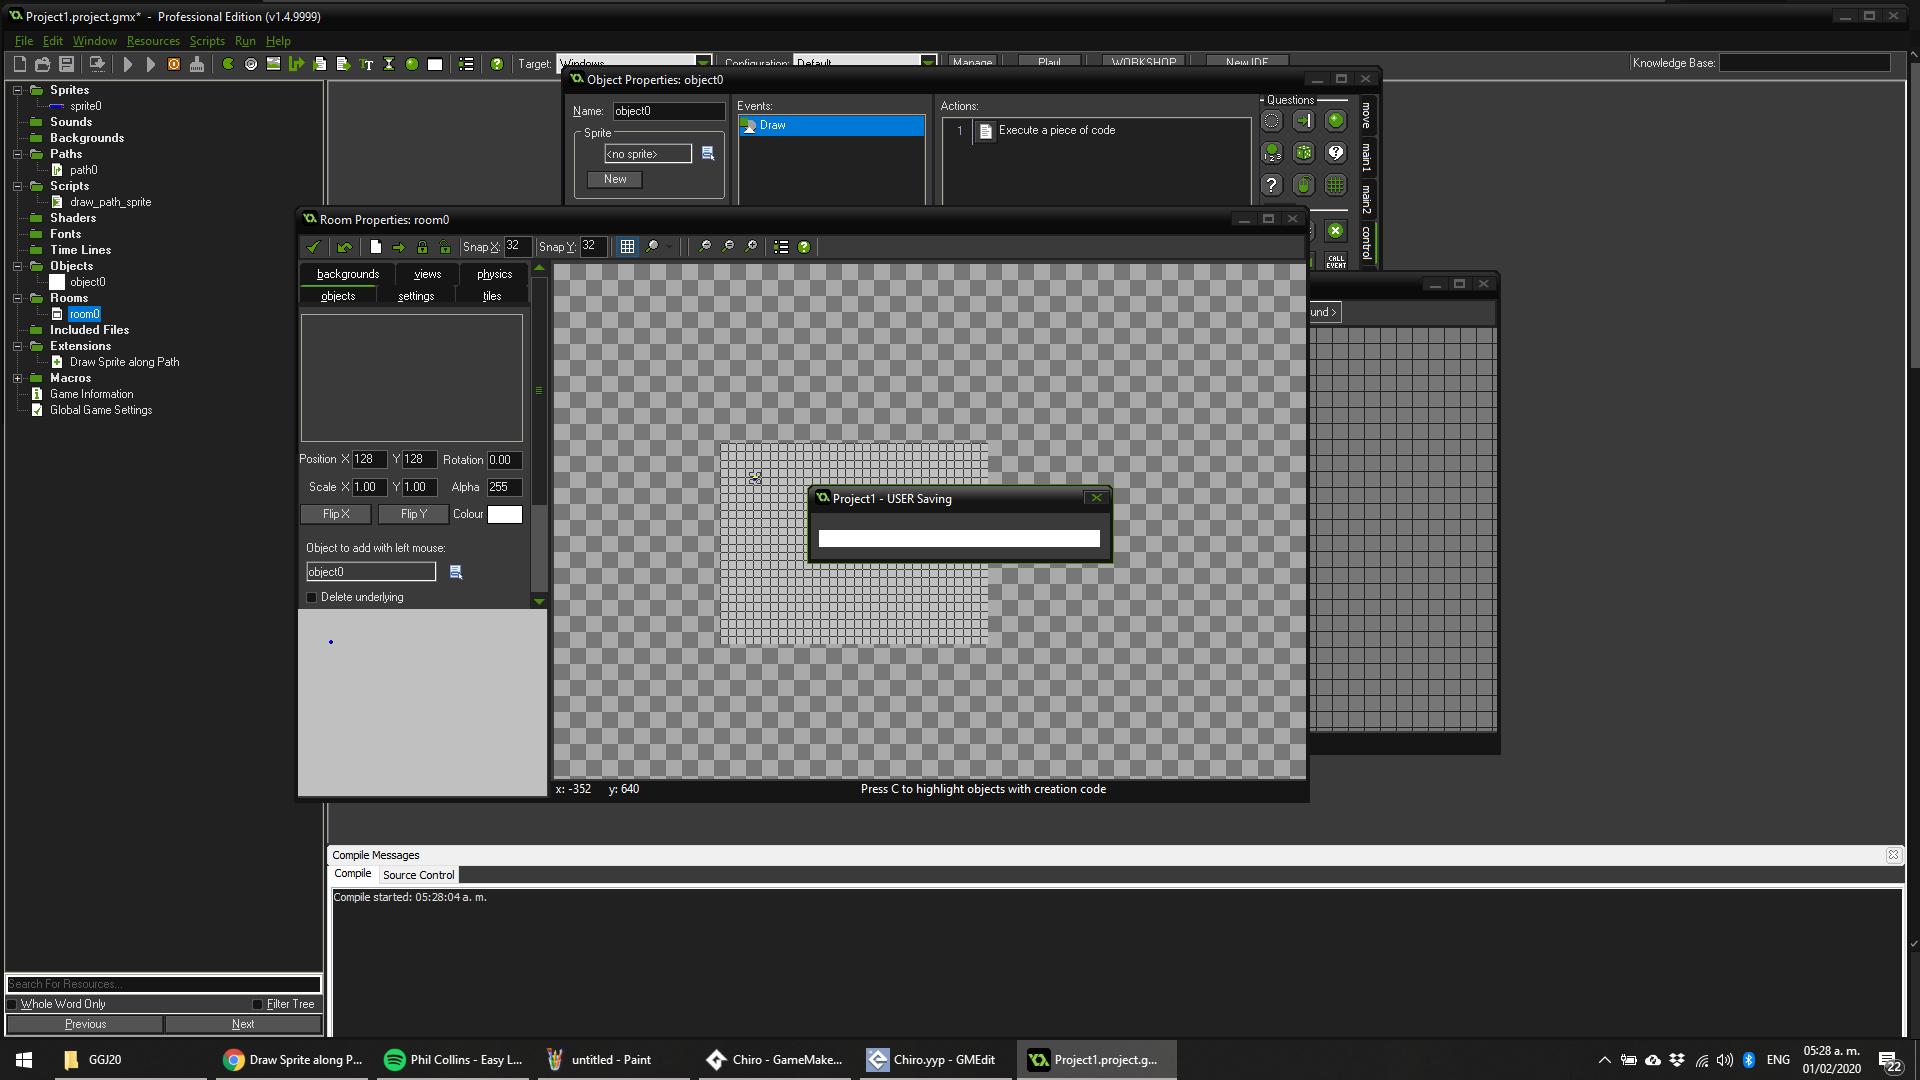 Project1.project.gmx* - Professional Edition (v1.4.9999)
File Edit Window Resources Scripts Run Help
Target: Windows Configuration: Default Manage Play! WORKSHOP New IDE Knowledge Base:
Sprites
sprite0
Sounds
Backgrounds
Paths
path0
Scripts
draw_path_sprite
Shaders
Fonts
Time Lines
Objects
object0
Rooms
room0
Included Files
Extensions
Draw Sprite along Path
Macros
Game Information
Global Game Settings
Search For Resources...
Whole Word Only Filter Tree
Previous Next
Object Properties: object0
Name: object0
Sprite
<no sprite>
New
Events:
Draw
Actions:
1 Execute a piece of code
Questions
move
main1
main2
control
CALL EVENT
Room Properties: room0
Snap X: 32 Snap Y: 32
backgrounds views physics
objects settings tiles
Position X 128 Y 128 Rotation 0.00
Scale X 1.00 Y 1.00 Alpha 255
Flip X Flip Y Colour
Object to add with left mouse:
object0
Delete underlying
x: -352 y: 640 Press C to highlight objects with creation code
Project1 - USER Saving
und >
Compile Messages
Compile Source Control
Compile started: 05:28:04 a. m.
GGJ20
Draw Sprite along P...
Phil Collins - Easy L...
untitled - Paint
Chiro - GameMake...
Chiro.yyp - GMEdit
Project1.project.g...
ENG
05:28 a. m.
01/02/2020
22